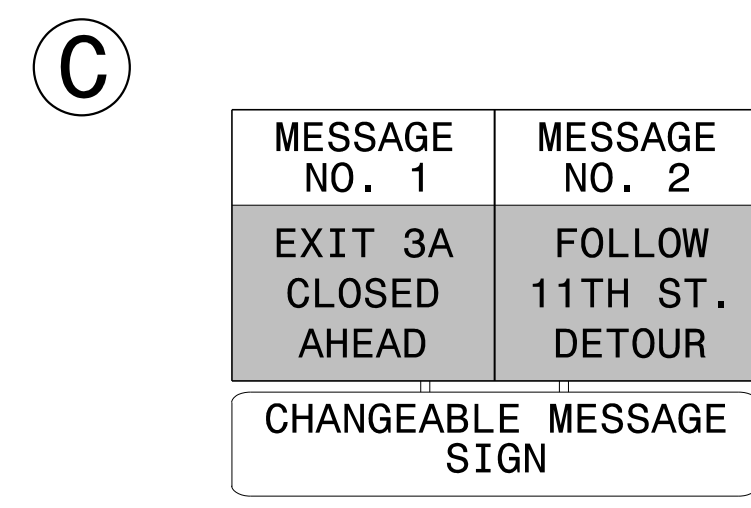 C
MESSAGE NO. 1
MESSAGE NO. 2
EXIT 3A
CLOSED
AHEAD
FOLLOW
11TH ST.
DETOUR
CHANGEABLE MESSAGE
SIGN